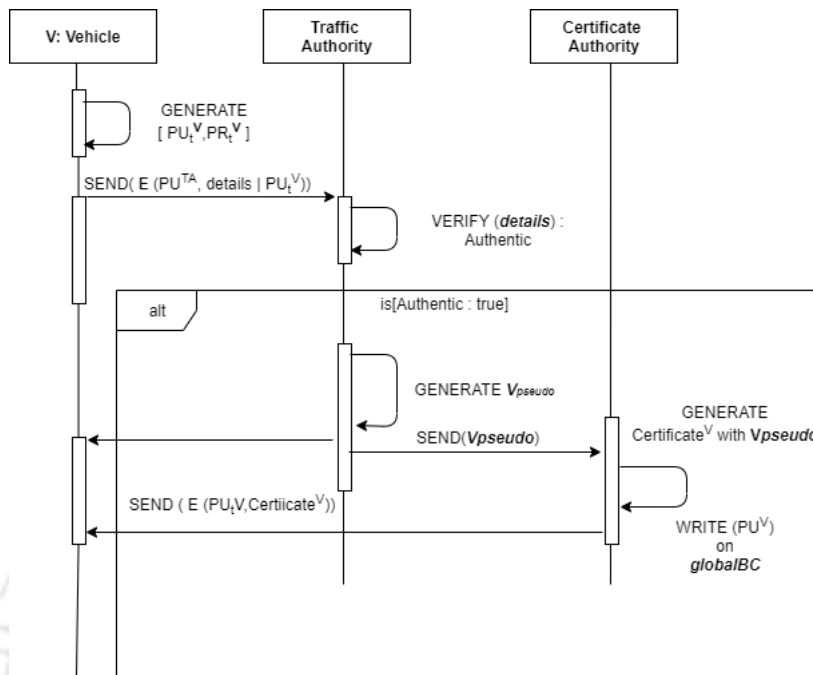 V: Vehicle
Traffic
Authority
Certificate
Authority
GENERATE
[ PUₜⱽ,PRₜⱽ ]
SEND( E (PUᵀᴬ, details | PUₜⱽ))
VERIFY (details) :
Authentic
alt
is[Authentic : true]
GENERATE Vpseudo
GENERATE
Certificateⱽ with Vpseudo
SEND(Vpseudo)
SEND ( E (PUₜV,Certiicateⱽ))
WRITE (PUⱽ)
on
globalBC